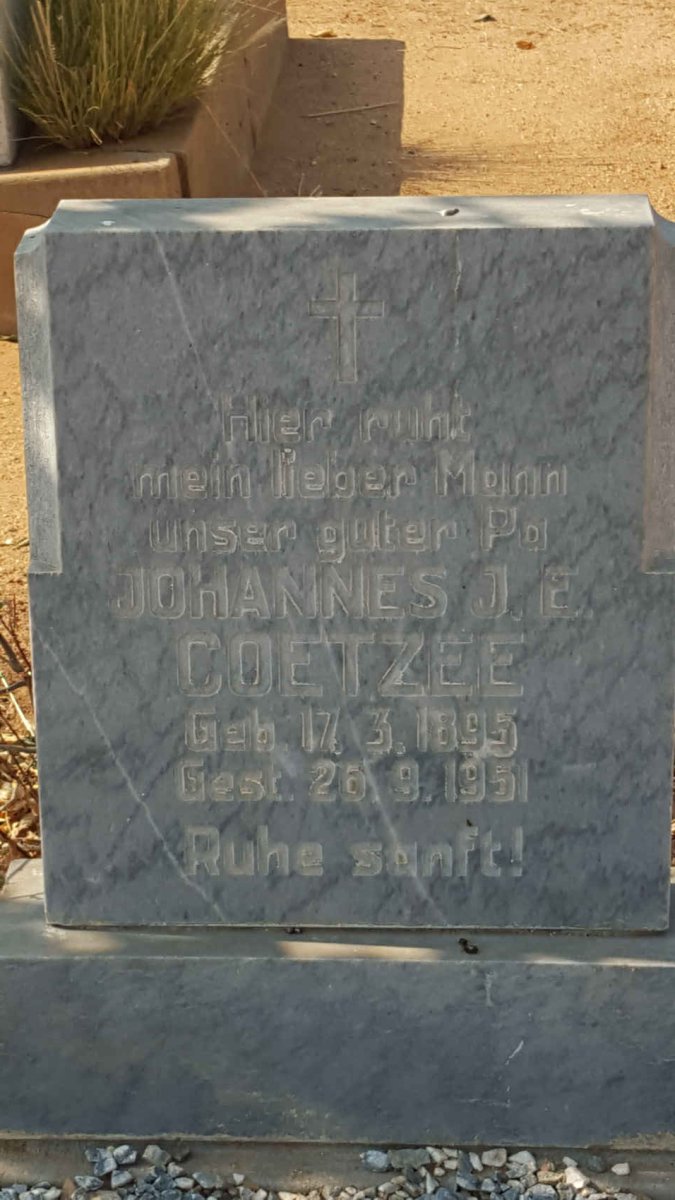 Hier ruht
mein lieber Mann
unser guter Pa
JOHANNES J. E.
COETZEE
Geb. 17. 3. 1895
Gest. 26. 9. 1951
Ruhe sanft!